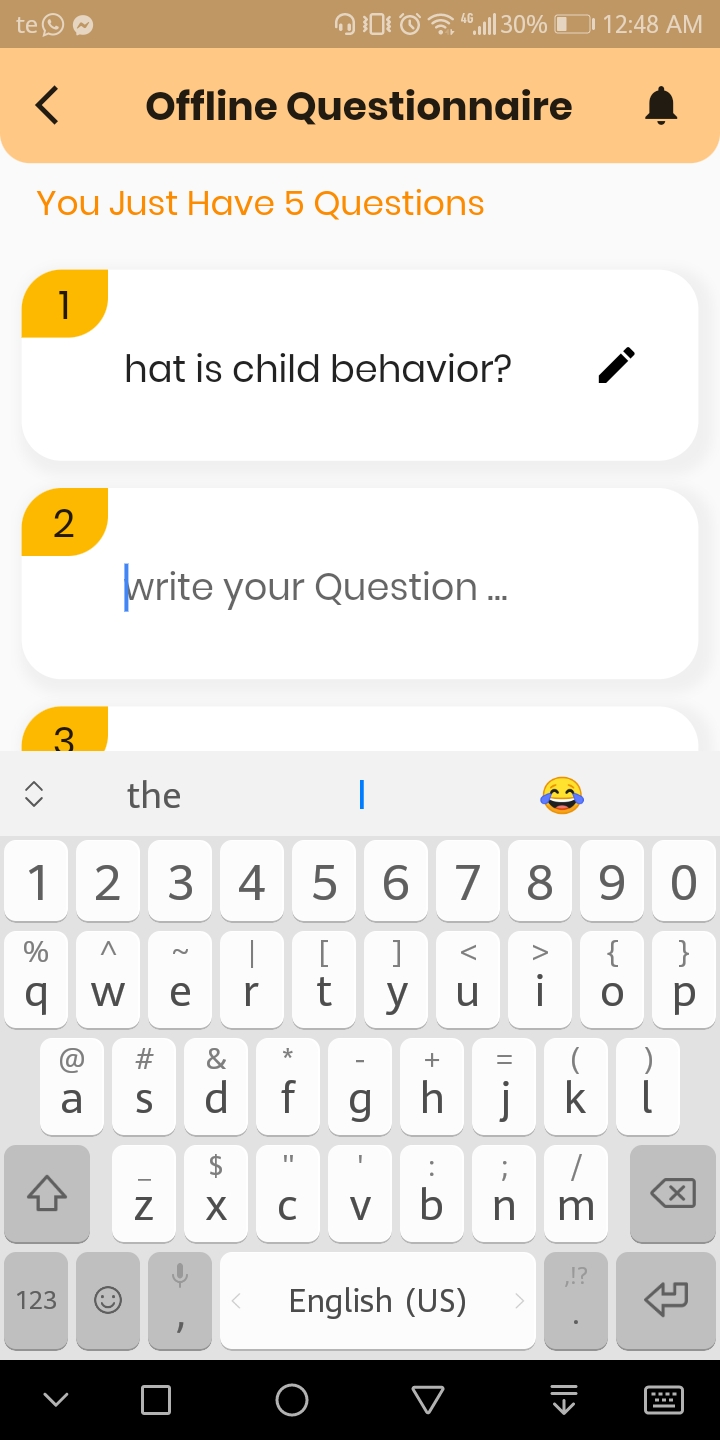 te 4G 30% 12:48 AM
Offline Questionnaire
You Just Have 5 Questions
1
hat is child behavior?
2
write your Question ...
3
the
1 2 3 4 5 6 7 8 9 0
% ^ ~ | [ ] < > { }
q w e r t y u i o p
@ # & * - + = ( )
a s d f g h j k l
_ $ " ' : ; /
z x c v b n m
,!?
123 , English (US) .